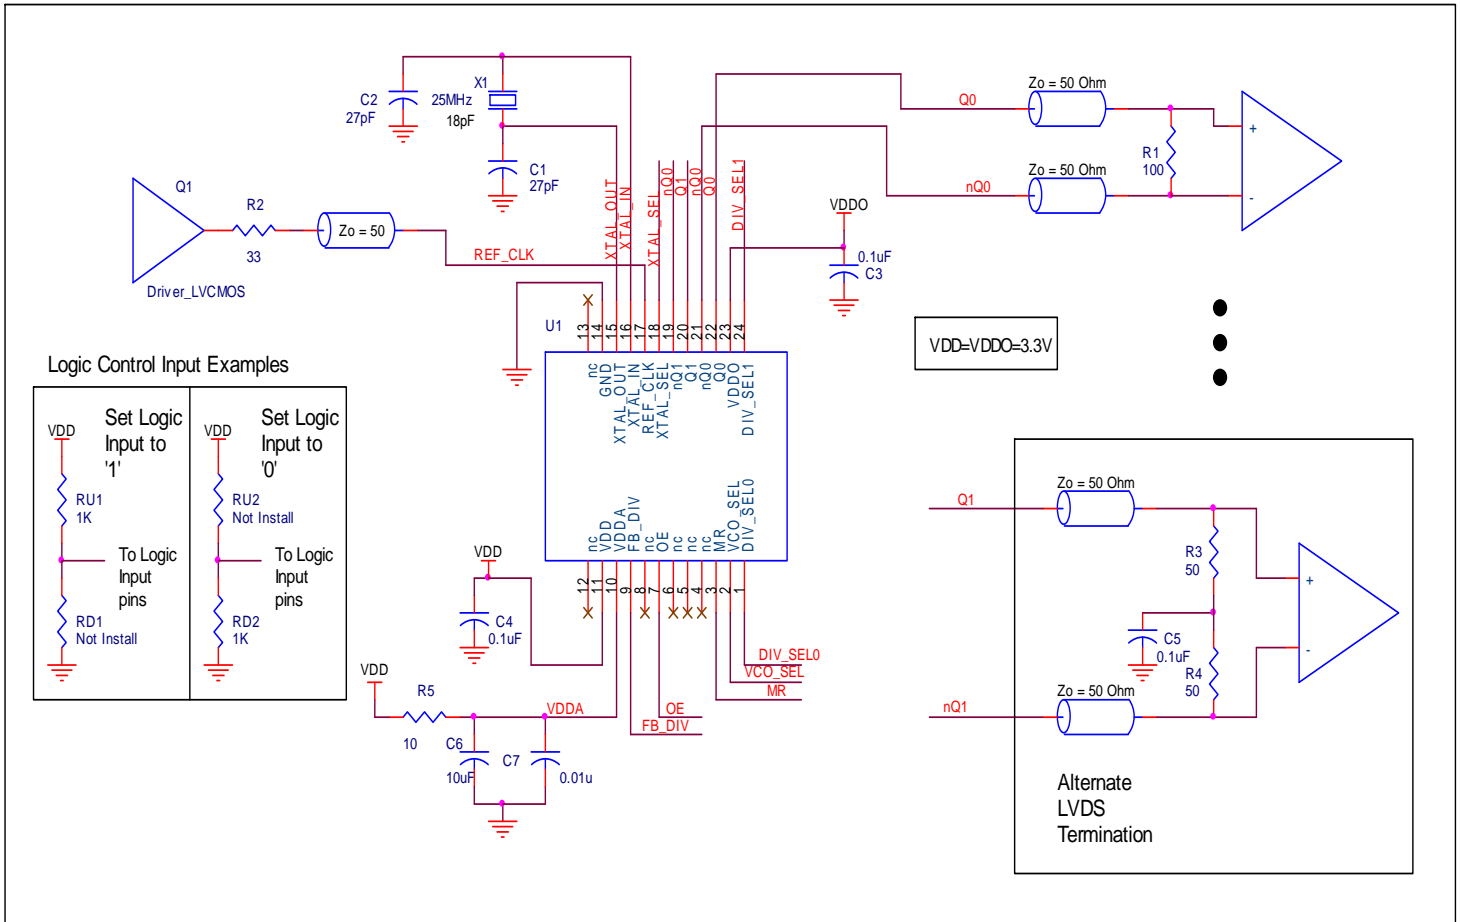 X1
C2
25MHz
27pF
18pF
C1
27pF
Q1
R2
Zo = 50
33
Driver_LVCMOS
REF_CLK
XTAL_OUT
XTAL_IN
XTAL_SEL
nQ0
Q1
nQ0
Q0
DIV_SEL1
VDDO
0.1uF
C3
Q0
Zo = 50 Ohm
nQ0
Zo = 50 Ohm
R1
100
+
-
VDD=VDDO=3.3V
U1
13
14
15
16
17
18
19
20
21
22
23
24
nc
GND
XTAL_OUT
XTAL_IN
REF_CLK
XTAL_SEL
nQ1
Q1
nQ0
Q0
VDDO
DIV_SEL1
nc
VDD
VDDA
FB_DIV
nc
OE
nc
nc
nc
MR
VCO_SEL
DIV_SEL0
12
11
10
9
8
7
6
5
4
3
2
1
Logic Control Input Examples
Set Logic
Input to
'1'
VDD
RU1
1K
To Logic
Input
pins
RD1
Not Install
Set Logic
Input to
'0'
VDD
RU2
Not Install
To Logic
Input
pins
RD2
1K
VDD
C4
0.1uF
VDD
R5
10
VDDA
C6
10uF
C7
0.01u
DIV_SEL0
VCO_SEL
MR
OE
FB_DIV
Q1
Zo = 50 Ohm
R3
50
C5
0.1uF
R4
50
nQ1
Zo = 50 Ohm
+
-
Alternate
LVDS
Termination